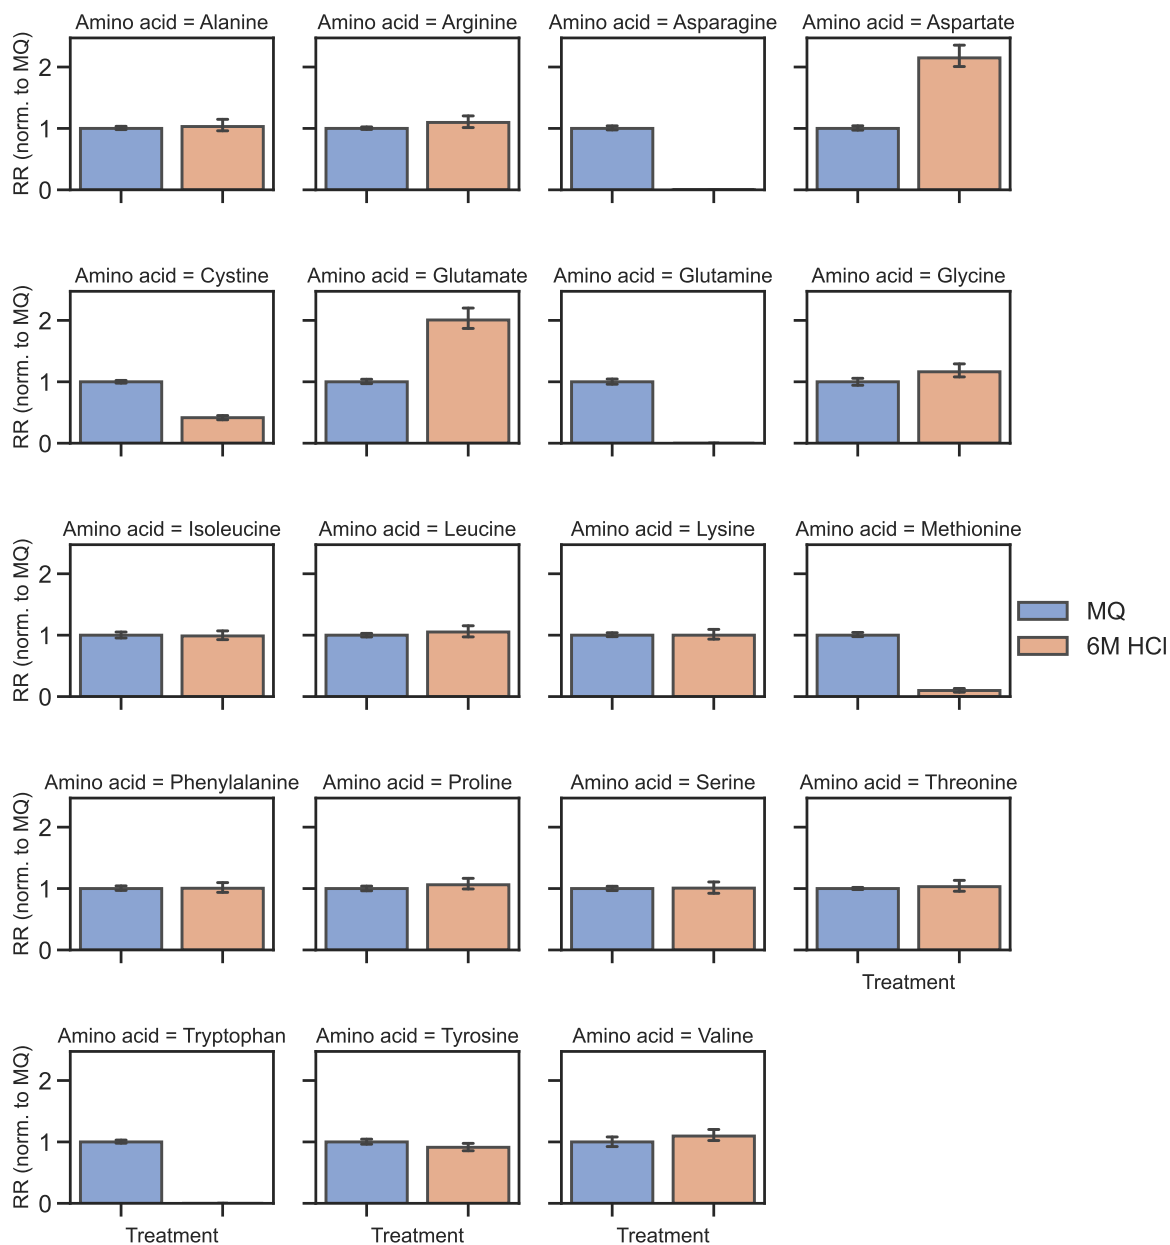 Amino acid = Alanine
Amino acid = Arginine
Amino acid = Asparagine
Amino acid = Aspartate
RR (norm. to MQ)
2
1
0
Amino acid = Cystine
Amino acid = Glutamate
Amino acid = Glutamine
Amino acid = Glycine
RR (norm. to MQ)
2
1
0
Amino acid = Isoleucine
Amino acid = Leucine
Amino acid = Lysine
Amino acid = Methionine
RR (norm. to MQ)
2
1
0
MQ
6M HCl
Amino acid = Phenylalanine
Amino acid = Proline
Amino acid = Serine
Amino acid = Threonine
RR (norm. to MQ)
2
1
0
Treatment
Amino acid = Tryptophan
Amino acid = Tyrosine
Amino acid = Valine
RR (norm. to MQ)
2
1
0
Treatment
Treatment
Treatment